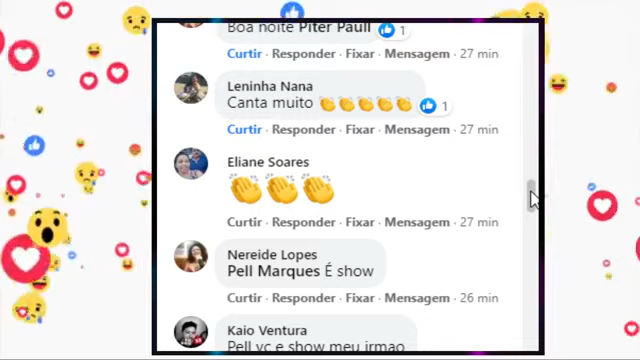 Boa noite Piter Paull
1
Curtir · Responder · Fixar · Mensagem · 27 min
Leninha Nana
Canta muito 👏👏👏👏👏
1
Curtir · Responder · Fixar · Mensagem · 27 min
Eliane Soares
👏👏👏
Curtir · Responder · Fixar · Mensagem · 27 min
Nereide Lopes
Pell Marques É show
Curtir · Responder · Fixar · Mensagem · 26 min
Kaio Ventura
Pell vc e show meu irmao